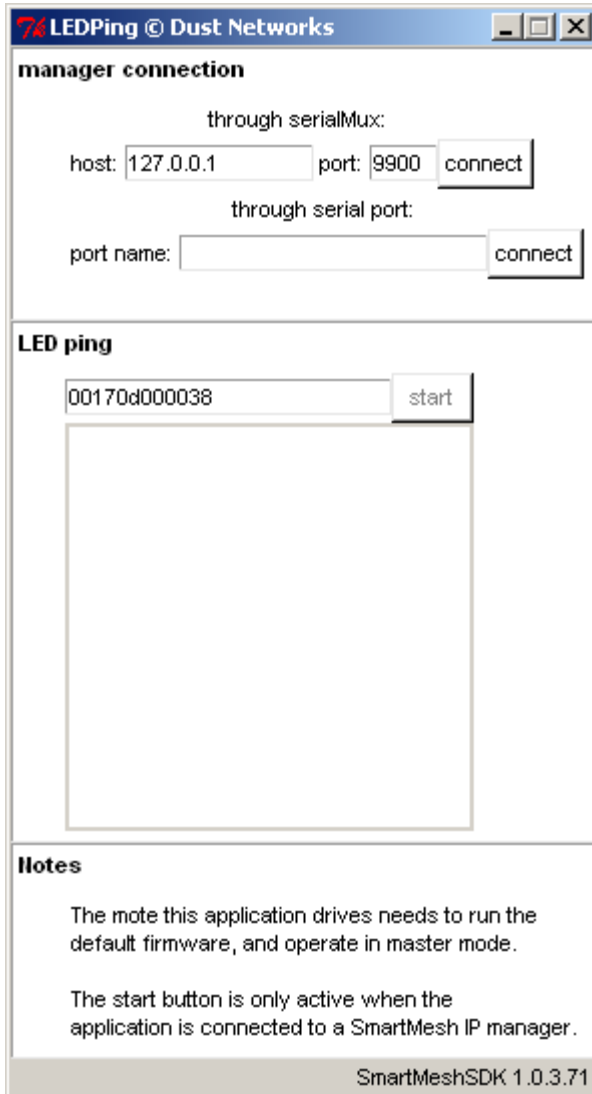 LEDPing © Dust Networks
manager connection
through serialMux:
host: 127.0.0.1 port: 9900 connect
through serial port:
port name: connect
LED ping
00170d000038 start
Notes
The mote this application drives needs to run the
default firmware, and operate in master mode.
The start button is only active when the
application is connected to a SmartMesh IP manager.
SmartMeshSDK 1.0.3.71